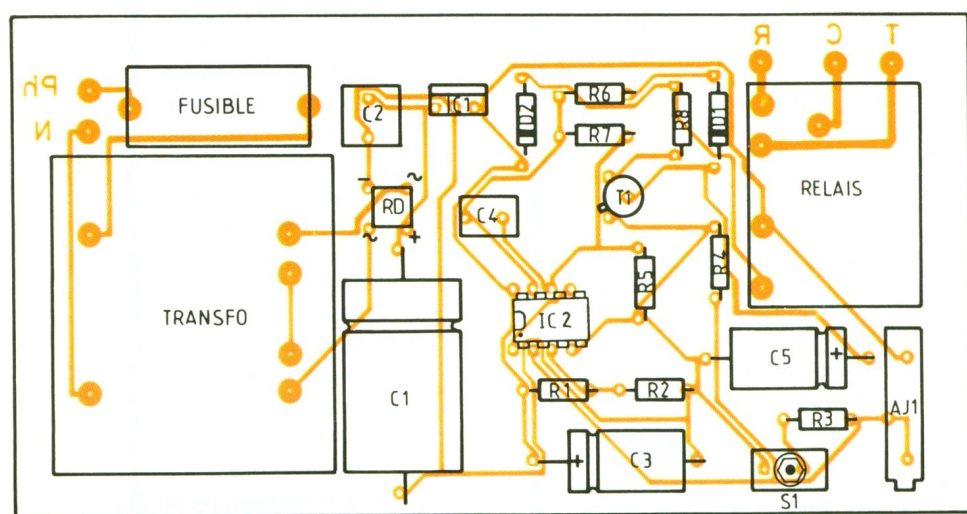 R C T
Ph
N
FUSIBLE
C2
IC1
D2
R6
R7
R8
D1
RELAIS
T1
RD
~
~
-
+
C4
R5
R4
TRANSFO
IC2
C1
R1
R2
C5
+
R3
AJ1
+
C3
S1